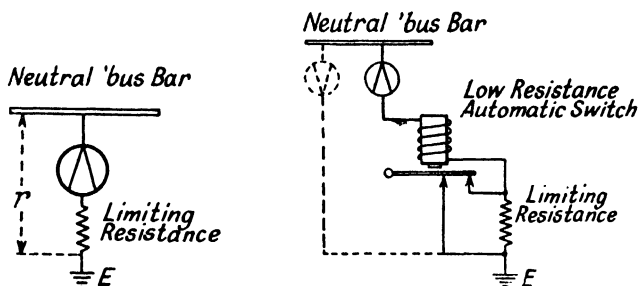 Neutral 'bus Bar
r
Limiting
Resistance
E
Neutral 'bus Bar
V
Low Resistance
Automatic Switch
Limiting
Resistance
E